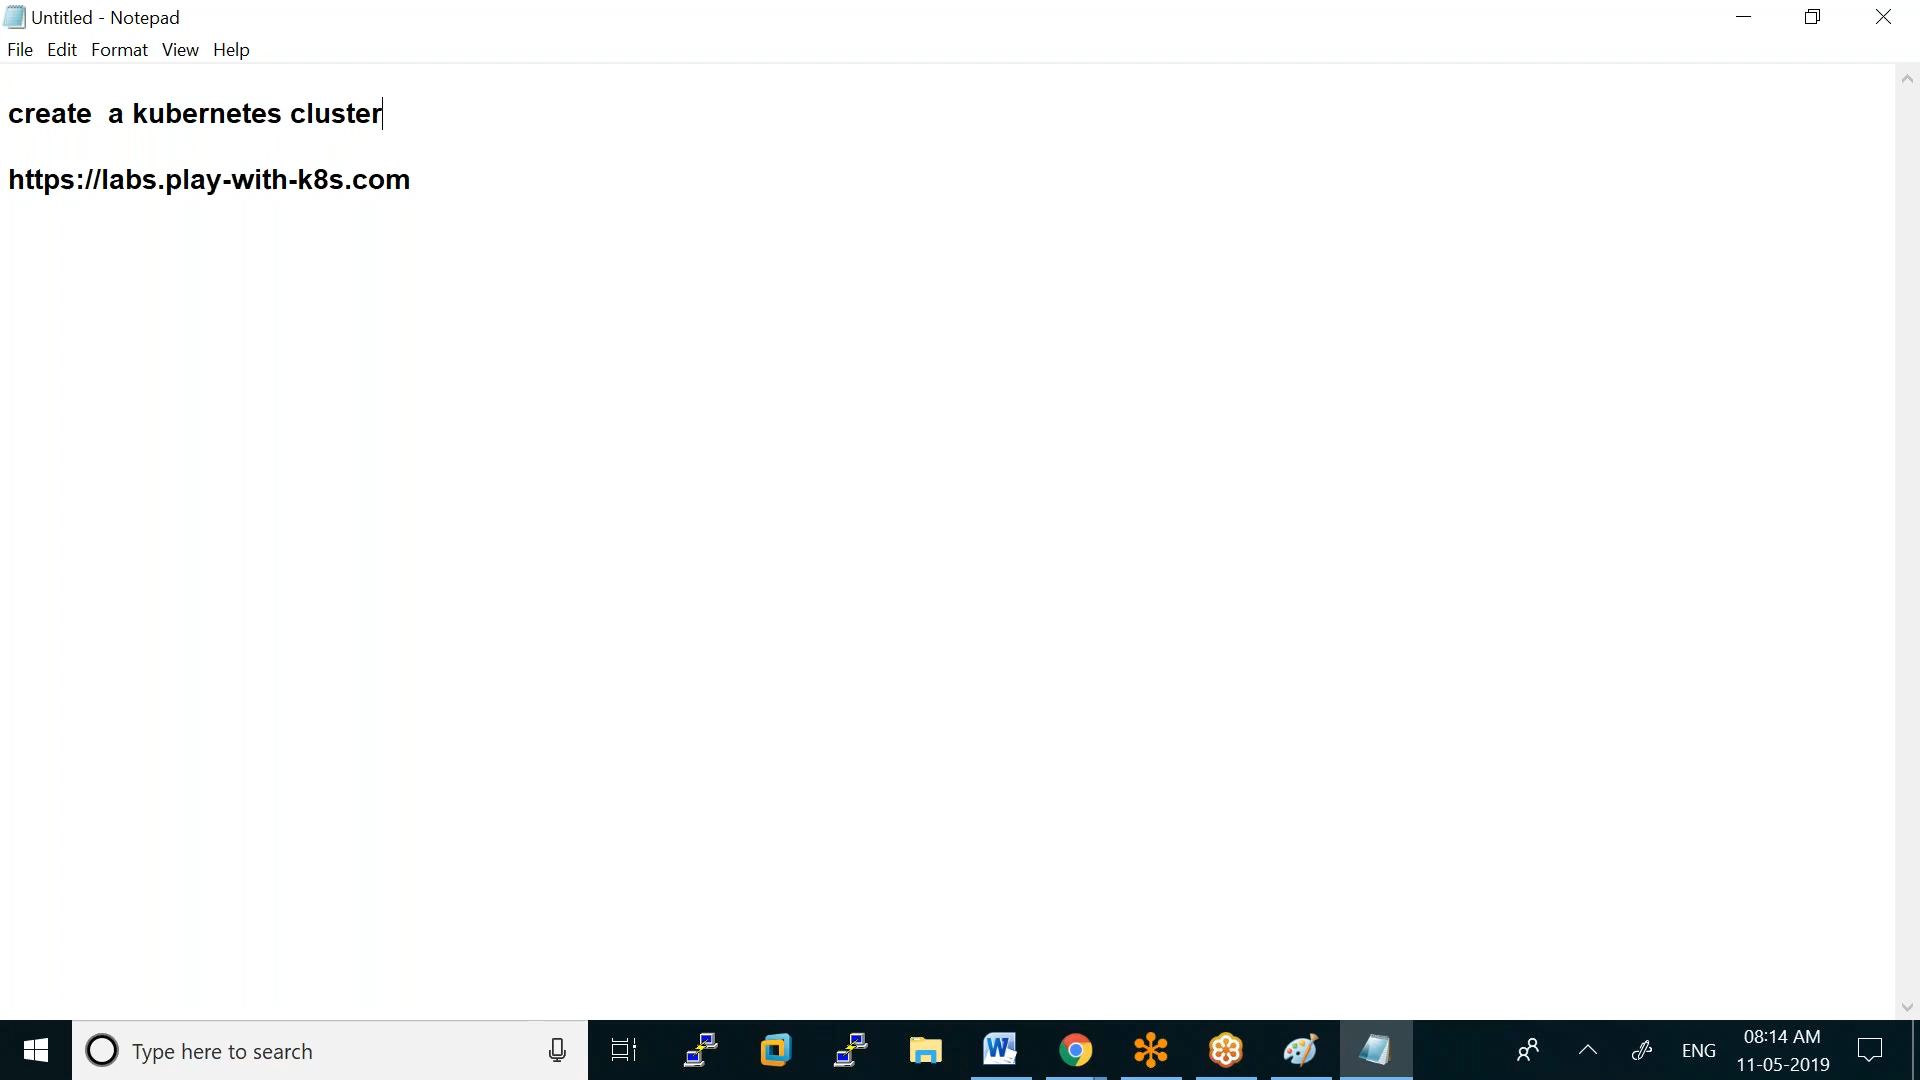 Untitled - Notepad
File Edit Format View Help
create  a kubernetes cluster
https://labs.play-with-k8s.com
Type here to search
ENG
08:14 AM
11-05-2019